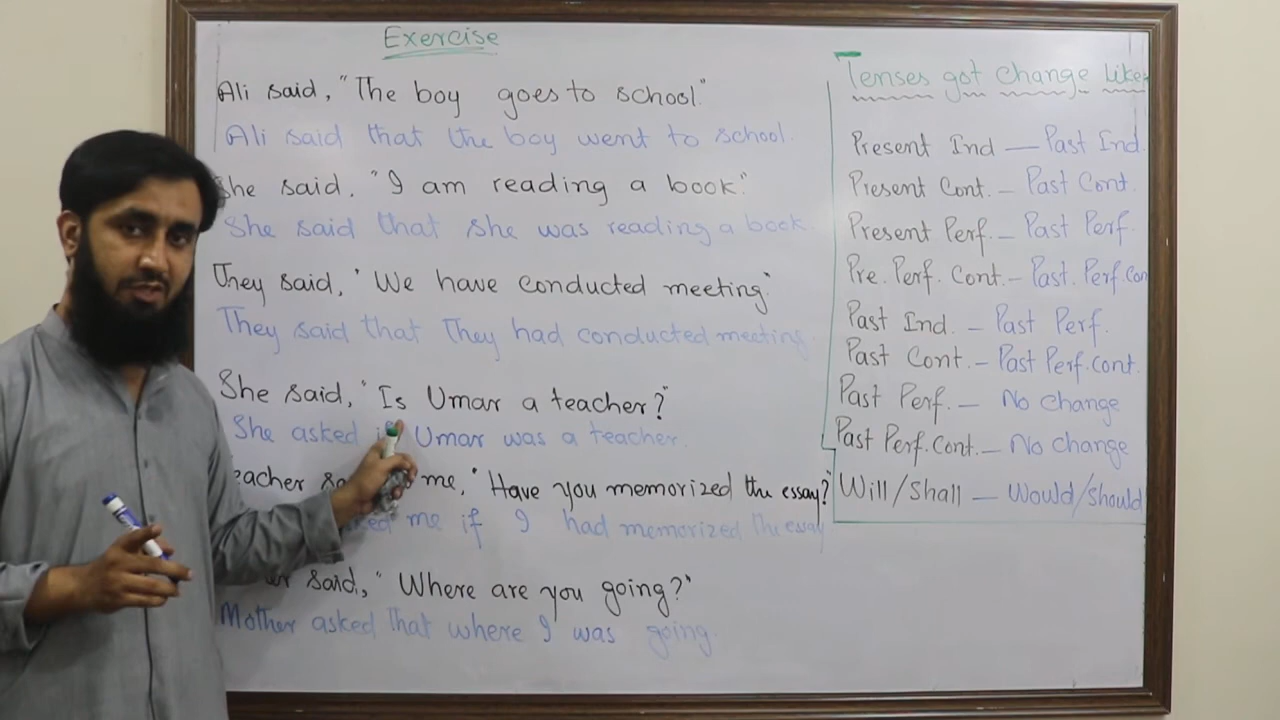 Exercise
Ali said, "The boy goes to school"
Ali said that the boy went to school.
She said, "I am reading a book."
She said that she was reading a book.
They said, "We have conducted meeting."
They said that They had conducted meeting
She said, "Is Umar a teacher?"
She asked if Umar was a teacher.
me, "Have you memorized the essay?"
me if I had memorized the essay
said, "Where are you going?"
Mother asked that where I was going.
Tenses got change Like
Present Ind — Past Ind.
Present Cont. – Past Cont.
Present Perf. – Past Perf.
Pre. Perf. Cont. – Past. Perf. Con
Past Ind. – Past Perf.
Past Cont. – Past Perf. Cont.
Past Perf. – No change
Past Perf. Cont. – No change
Will/Shall — Would/Should